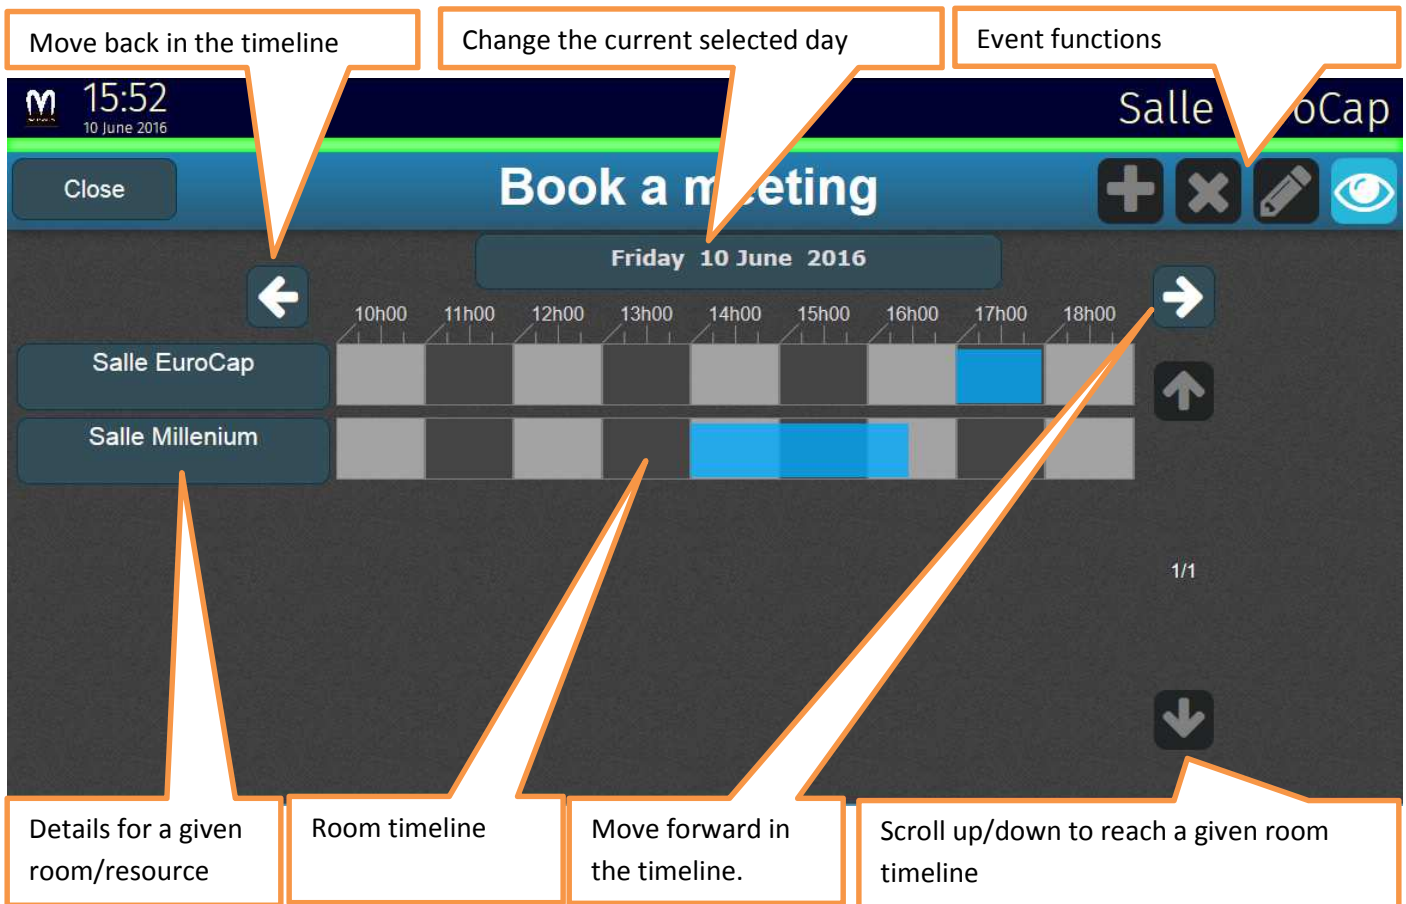 Move back in the timeline
Change the current selected day
Event functions
15:52
10 June 2016
Salle oCap
Close
Book a m eting
Friday 10 June 2016
10h00 11h00 12h00 13h00 14h00 15h00 16h00 17h00 18h00
Salle EuroCap
Salle Millenium
1/1
Details for a given
room/resource
Room timeline
Move forward in
the timeline.
Scroll up/down to reach a given room
timeline